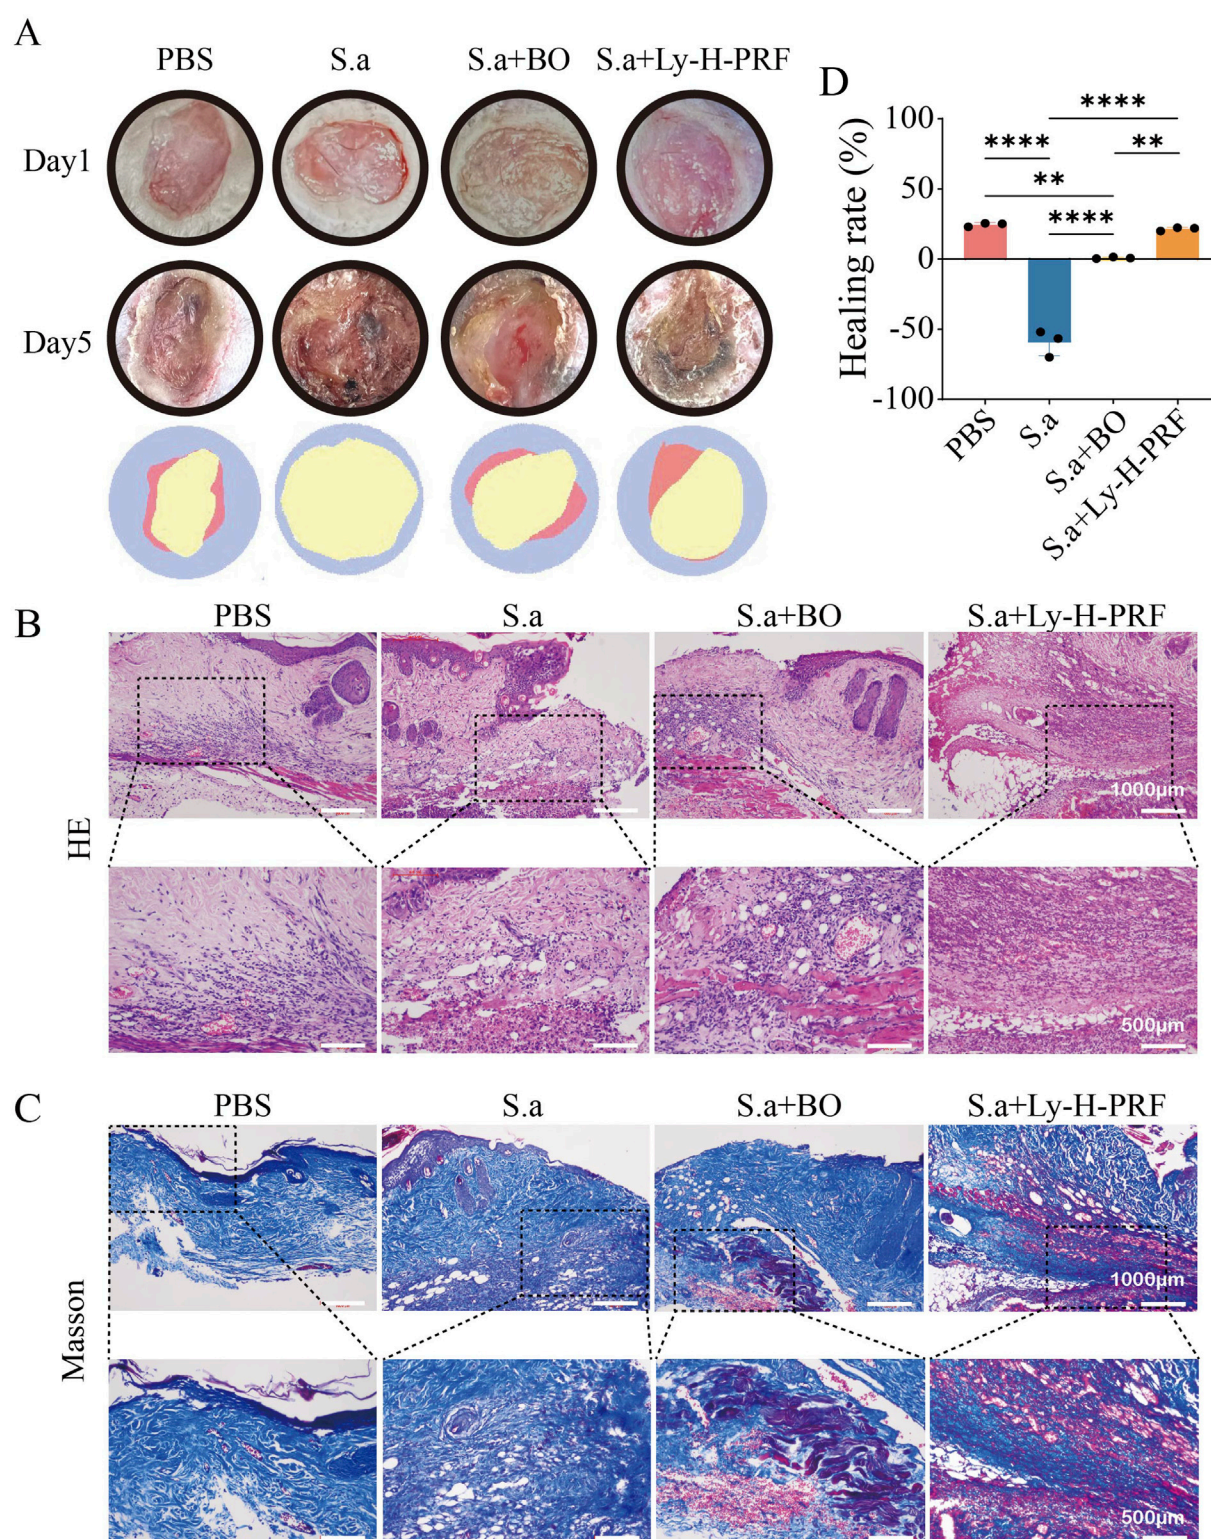 A
PBS S.a S.a+BO S.a+Ly-H-PRF
Day1
Day5
D
Healing rate (%)
100
50
0
-50
-100
****
**** **
**
****
PBS S.a S.a+BO S.a+Ly-H-PRF
B
PBS S.a S.a+BO S.a+Ly-H-PRF
HE
1000μm
500μm
C
PBS S.a S.a+BO S.a+Ly-H-PRF
Masson
1000μm
500μm